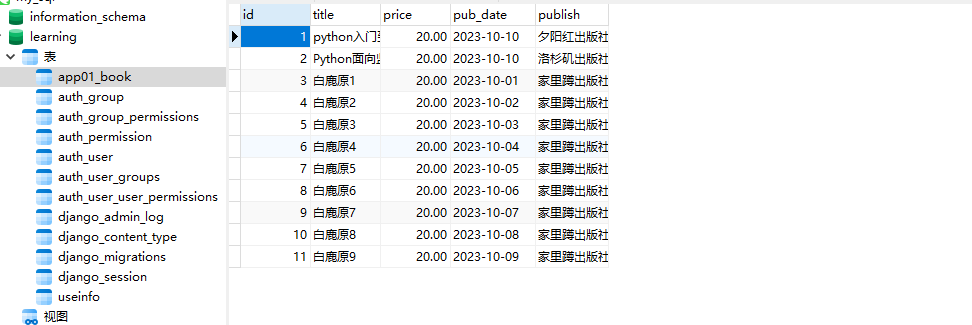 information_schema
learning
表
app01_book
auth_group
auth_group_permissions
auth_permission
auth_user
auth_user_groups
auth_user_user_permissions
django_admin_log
django_content_type
django_migrations
django_session
useinfo
视图
id title price pub_date publish
1 python入门 20.00 2023-10-10 夕阳红出版社
2 Python面向 20.00 2023-10-10 洛杉矶出版社
3 白鹿原1 20.00 2023-10-01 家里蹲出版社
4 白鹿原2 20.00 2023-10-02 家里蹲出版社
5 白鹿原3 20.00 2023-10-03 家里蹲出版社
6 白鹿原4 20.00 2023-10-04 家里蹲出版社
7 白鹿原5 20.00 2023-10-05 家里蹲出版社
8 白鹿原6 20.00 2023-10-06 家里蹲出版社
9 白鹿原7 20.00 2023-10-07 家里蹲出版社
10 白鹿原8 20.00 2023-10-08 家里蹲出版社
11 白鹿原9 20.00 2023-10-09 家里蹲出版社